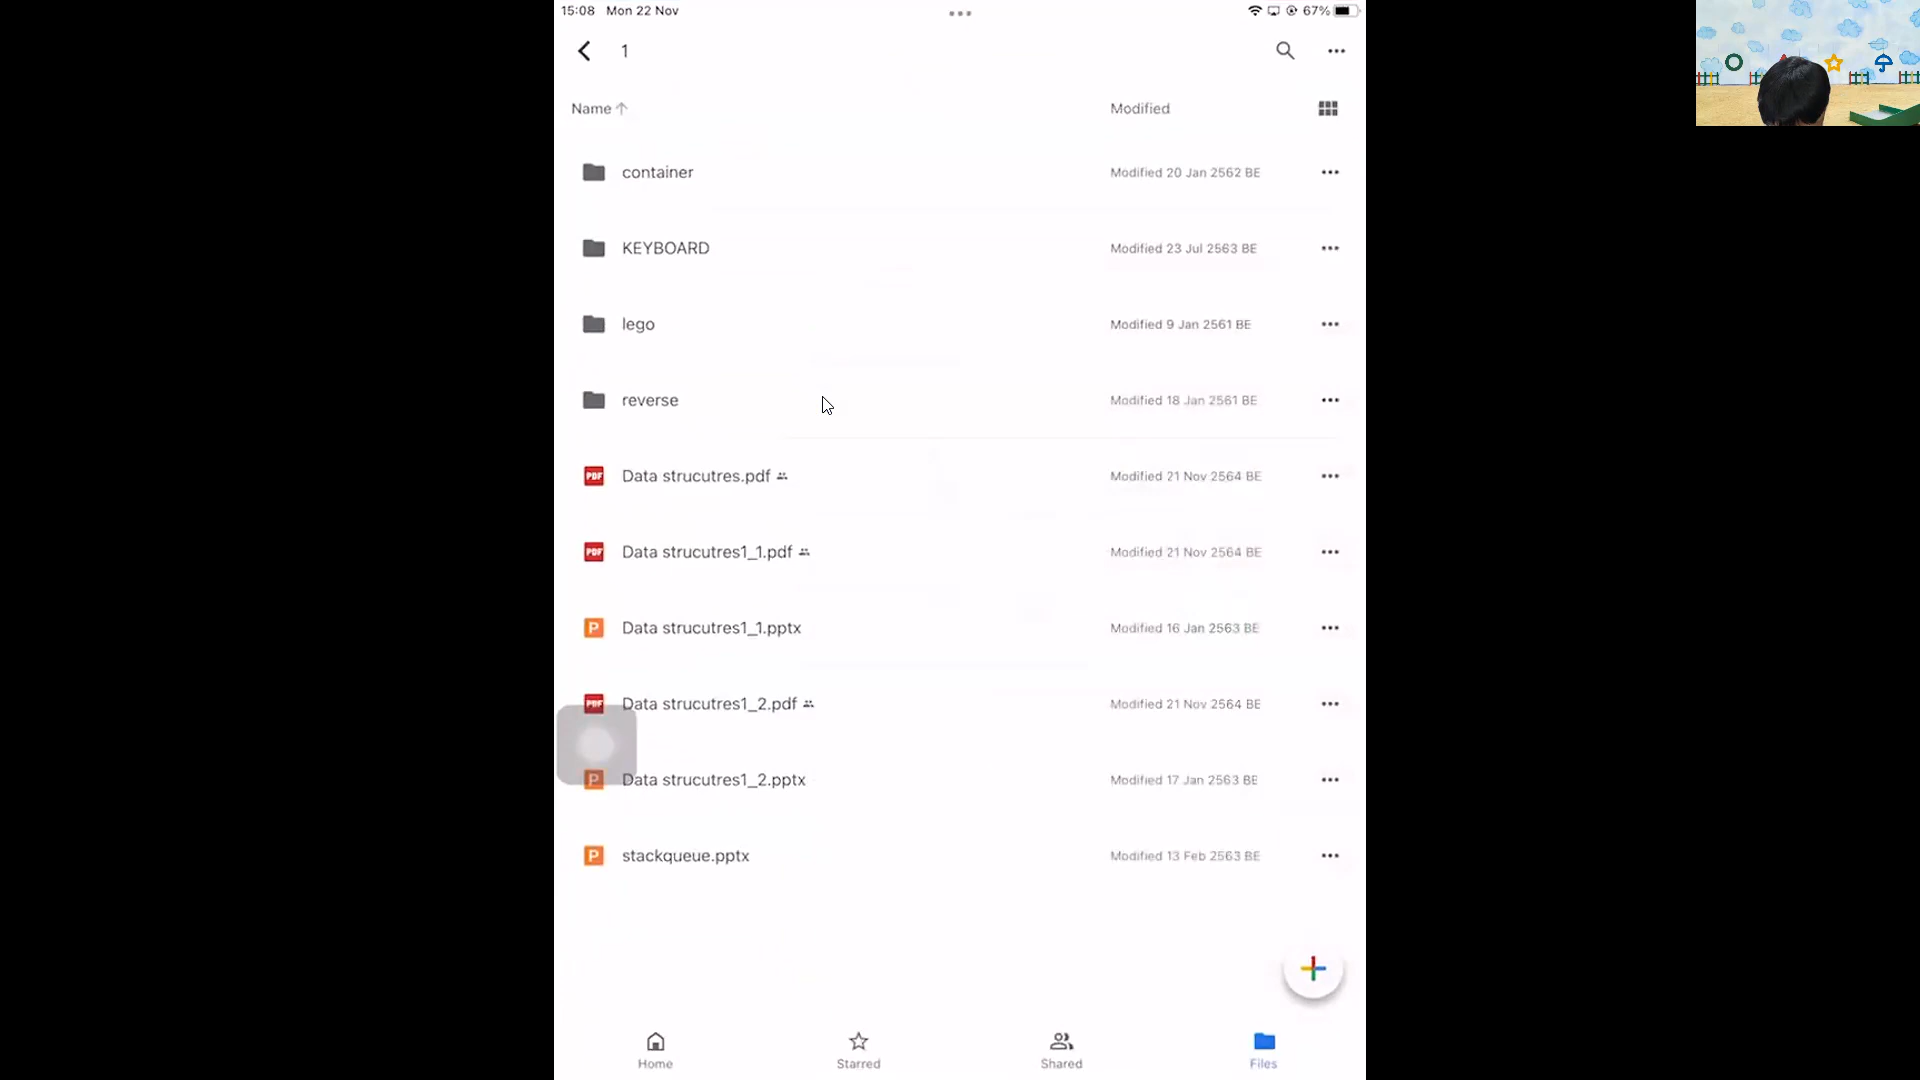 15:08 Mon 22 Nov
67%
1
Name
Modified
container
Modified 20 Jan 2562 BE
KEYBOARD
Modified 23 Jul 2563 BE
lego
Modified 9 Jan 2561 BE
reverse
Modified 18 Jan 2561 BE
PDF
Data strucutres.pdf
Modified 21 Nov 2564 BE
PDF
Data strucutres1_1.pdf
Modified 21 Nov 2564 BE
P
Data strucutres1_1.pptx
Modified 16 Jan 2563 BE
PDF
Data strucutres1_2.pdf
Modified 21 Nov 2564 BE
P
Data strucutres1_2.pptx
Modified 17 Jan 2563 BE
P
stackqueue.pptx
Modified 13 Feb 2563 BE
Home
Starred
Shared
Files